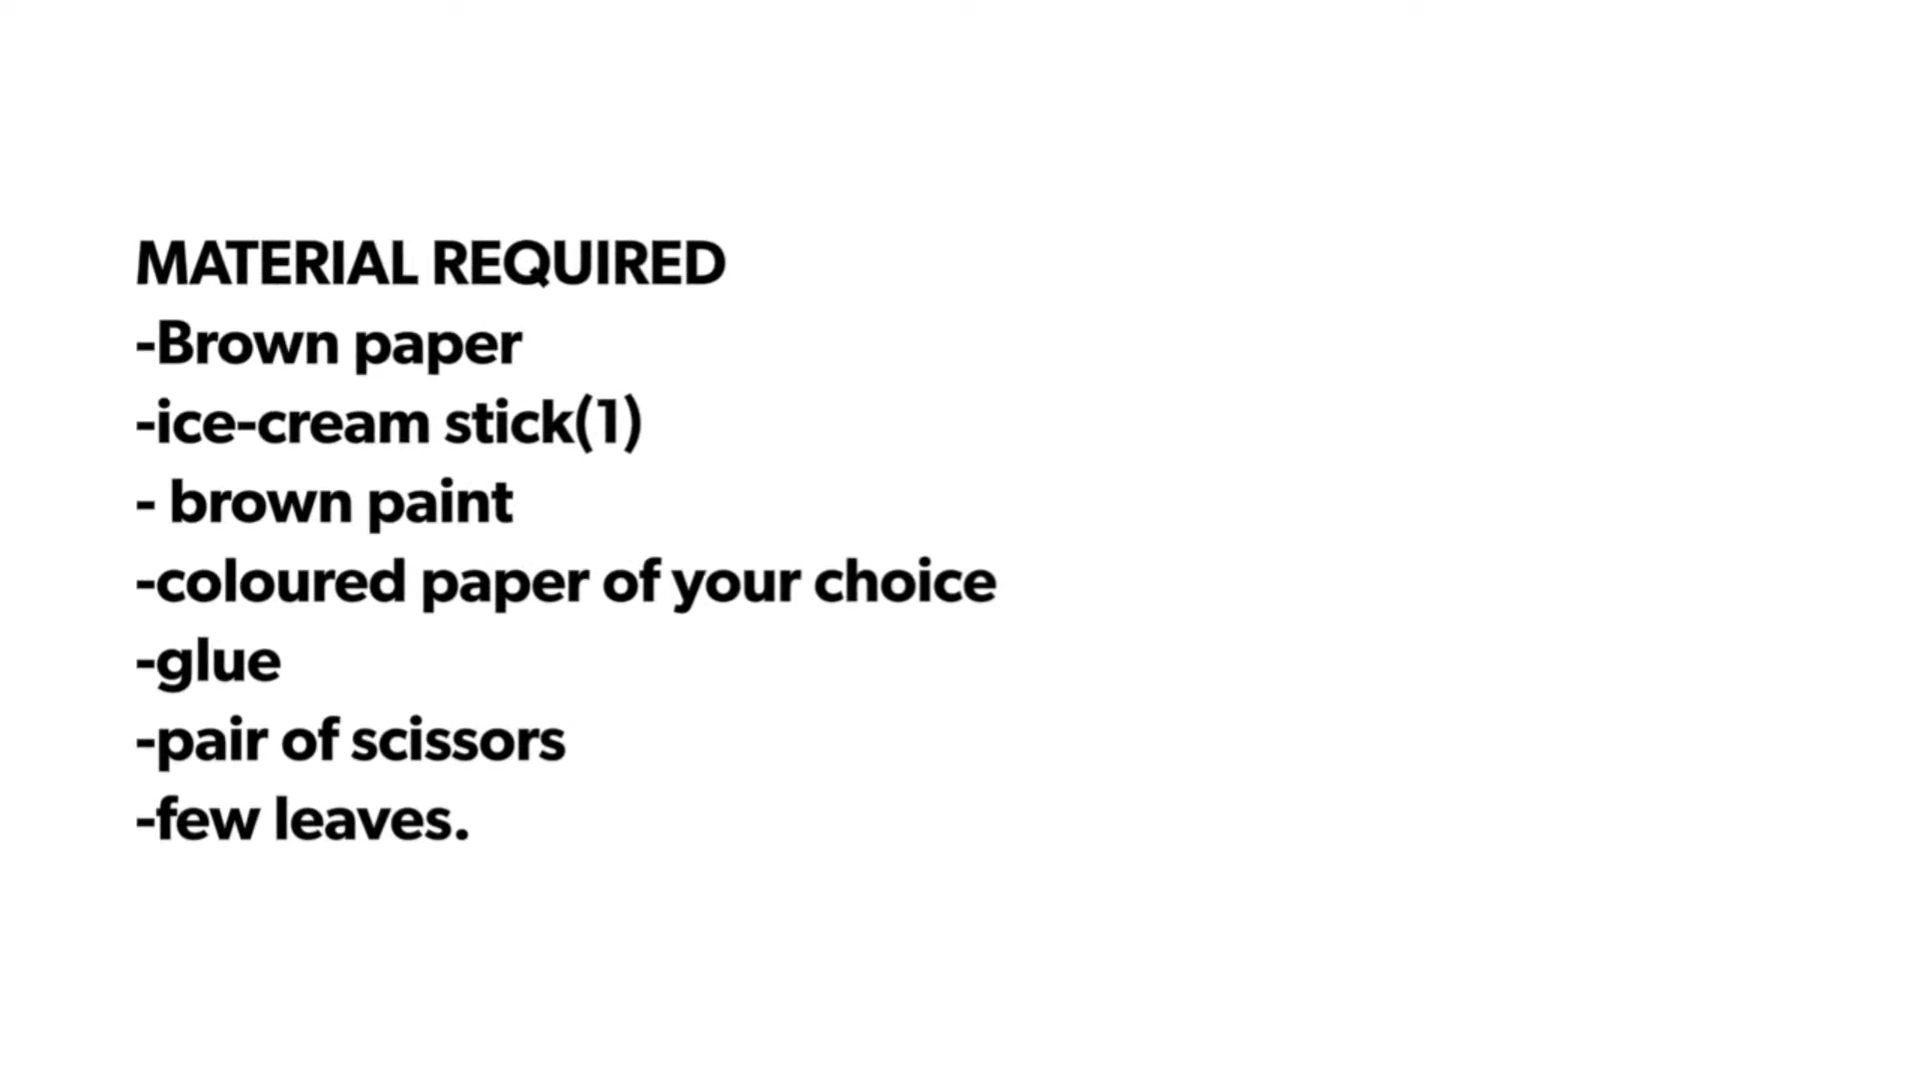 MATERIAL REQUIRED
-Brown paper
-ice-cream stick(1)
- brown paint
-coloured paper of your choice
-glue
-pair of scissors
-few leaves.